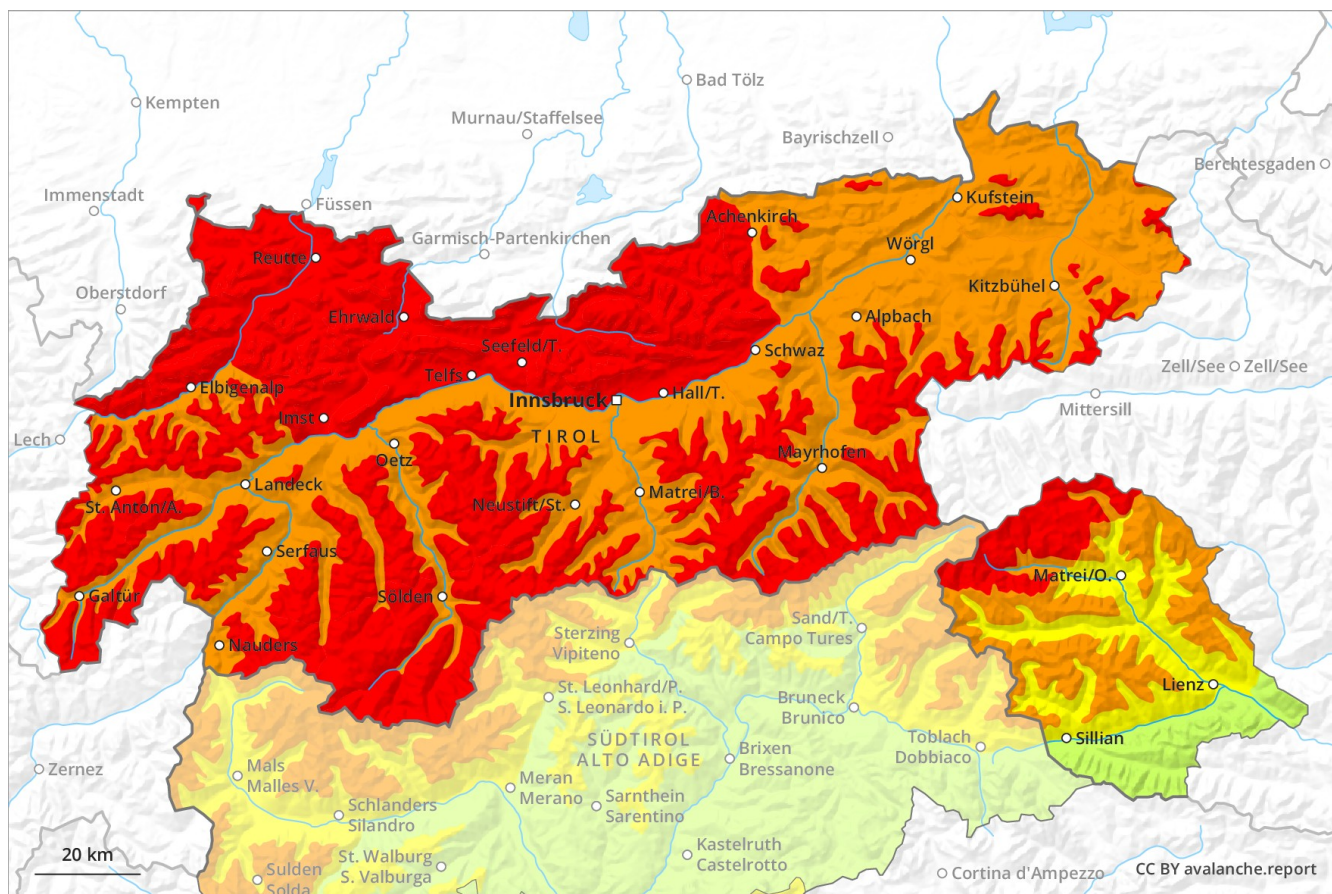 Kempten
Bad Tölz
Murnau/Staffelsee
Bayrischzell
Berchtesgaden
Immenstadt
Füssen
Kufstein
Achenkirch
Garmisch-Partenkirchen
Wörgl
Reutte
Oberstdorf
Kitzbühel
Ehrwald
Alpbach
Seefeld/T.
Schwaz
Zell/See
Zell/See
Telfs
Elbigenalp
Hall/T.
Innsbruck
Mittersill
Imst
Lech
TIROL
Oetz
Mayrhofen
Landeck
Matrei/B.
St. Anton/A.
Neustift/St.
Serfaus
Matrei/O.
Galtür
Sölden
Sand/T.
Campo Tures
Sterzing
Vipiteno
Nauders
Lienz
St. Leonhard/P.
S. Leonardo i. P.
Bruneck
Brunico
SÜDTIROL
ALTO ADIGE
Toblach
Dobbiaco
Sillian
Brixen
Bressanone
Zernez
Mals
Malles V.
Meran
Merano
Sarnthein
Sarentino
Schlanders
Silandro
Kastelruth
Castelrotto
20 km
St. Walburg
S. Valburga
Sulden
Solda
Cortina d'Ampezzo
CC BY avalanche.report